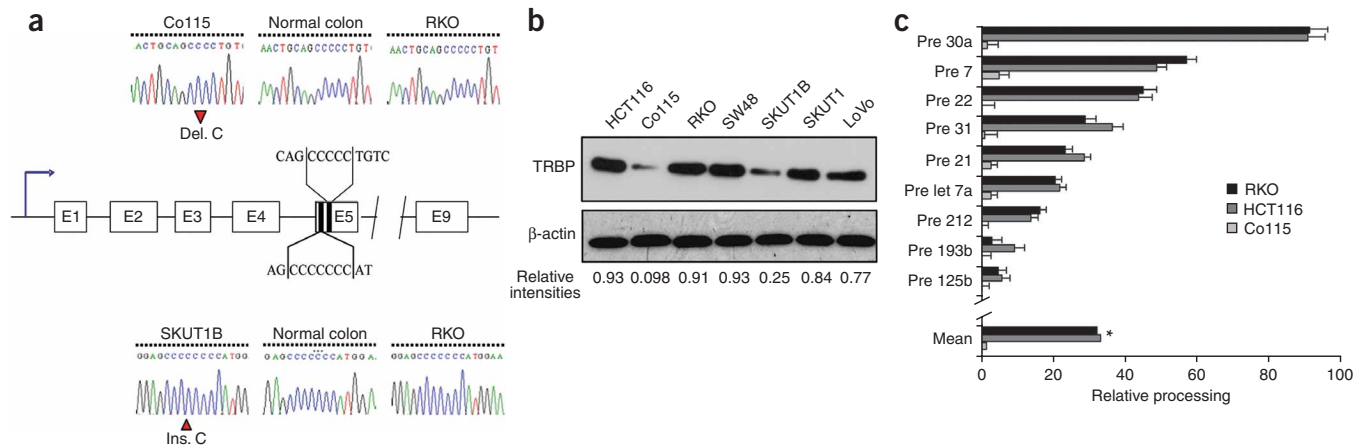 a
Co115
Normal colon
RKO
ACTGCAGCCCCTGT
AACTGCAGCCCCCTGT
AACTGCAGCCCCCTGT
Del. C
CAG CCCCC TGTC
E1
E2
E3
E4
E5
E9
AG CCCCCCC AT
SKUT1B
Normal colon
RKO
GGAGCCCCCCCCATGG
GAGCCCCCCCATGGA
GGAGCCCCCCCATGGAA
Ins. C
b
HCT116
Co115
RKO
SW48
SKUT1B
SKUT1
LoVo
TRBP
β-actin
Relative intensities
0.93 0.098 0.91 0.93 0.25 0.84 0.77
c
Pre 30a
Pre 7
Pre 22
Pre 31
Pre 21
Pre let 7a
Pre 212
Pre 193b
Pre 125b
Mean
*
RKO
HCT116
Co115
0 20 40 60 80 100
Relative processing